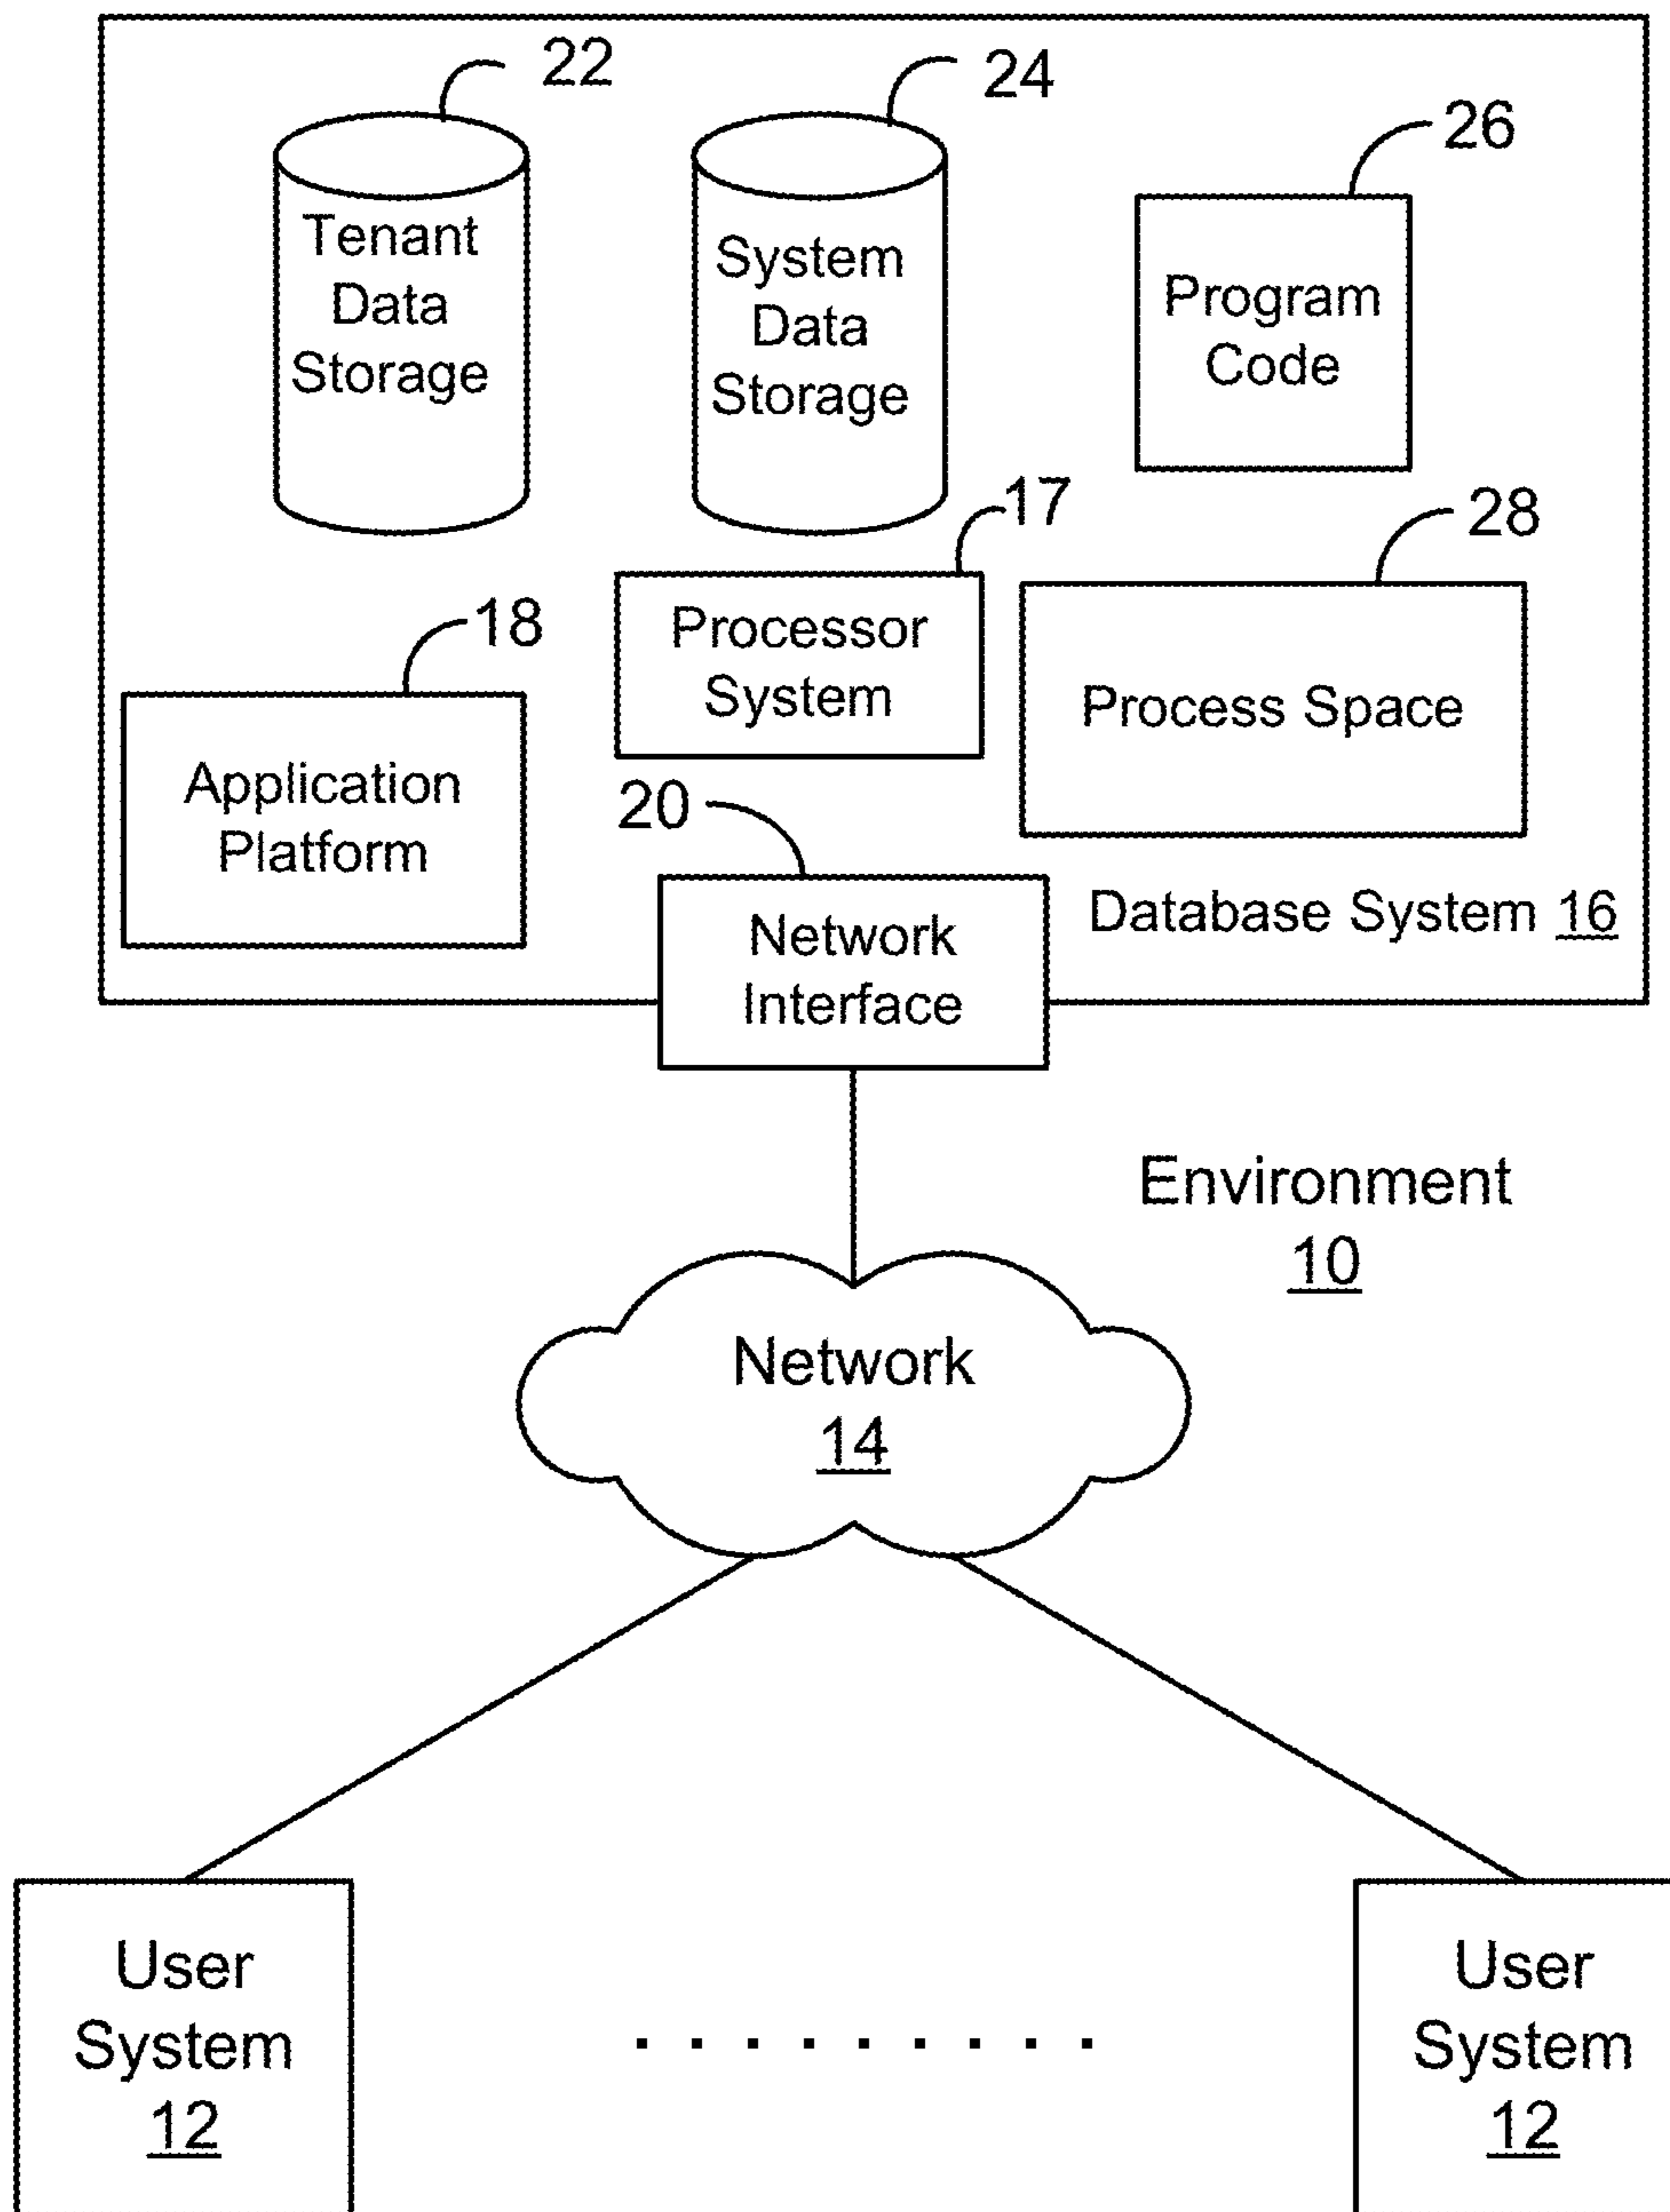 22
24
26
Tenant
Data
Storage
System
Data
Storage
Program
Code
17
28
18
Processor
System
Process Space
Application
Platform
20
Network
Interface
Database System 16
Environment
10
Network
14
User
System
12
. . . . . . . . .
User
System
12